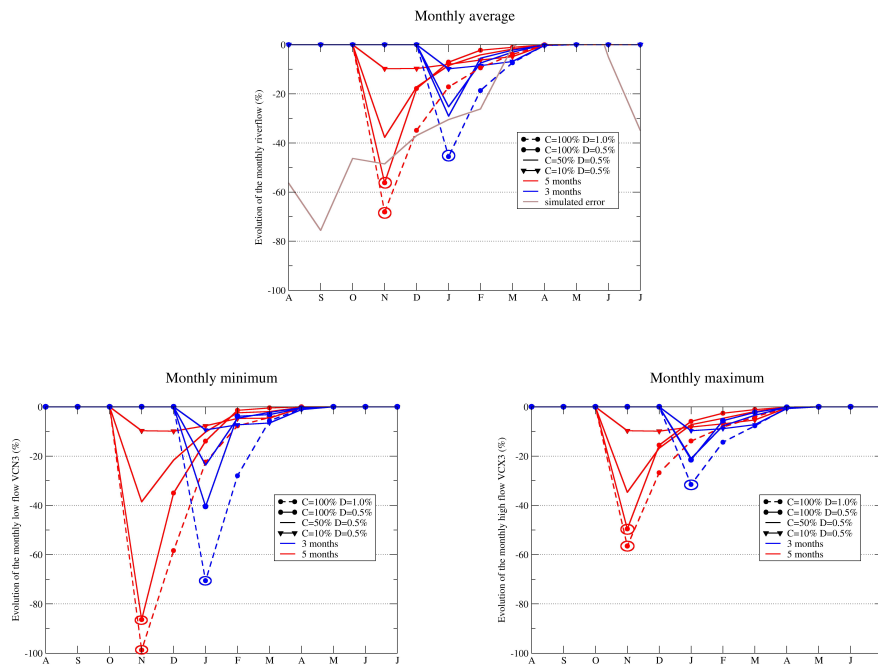 Monthly average
Evolution of the monthly riverflow (%)
0
-20
-40
-60
-80
-100
A S O N D J F M A M J J
C=100% D=1.0%
C=100% D=0.5%
C=50% D=0.5%
C=10% D=0.5%
5 months
3 months
simulated error
Monthly minimum
Evolution of the monthly low flow VCN3 (%)
0
-20
-40
-60
-80
-100
A S O N D J F M A M J J
C=100% D=1.0%
C=100% D=0.5%
C=50% D=0.5%
C=10% D=0.5%
3 months
5 months
Monthly maximum
Evolution of the monthly high flow VCX3 (%)
0
-20
-40
-60
-80
-100
A S O N D J F M A M J
C=100% D=1.0%
C=100% D=0.5%
C=50% D=0.5%
C=10% D=0.5%
3 months
5 months